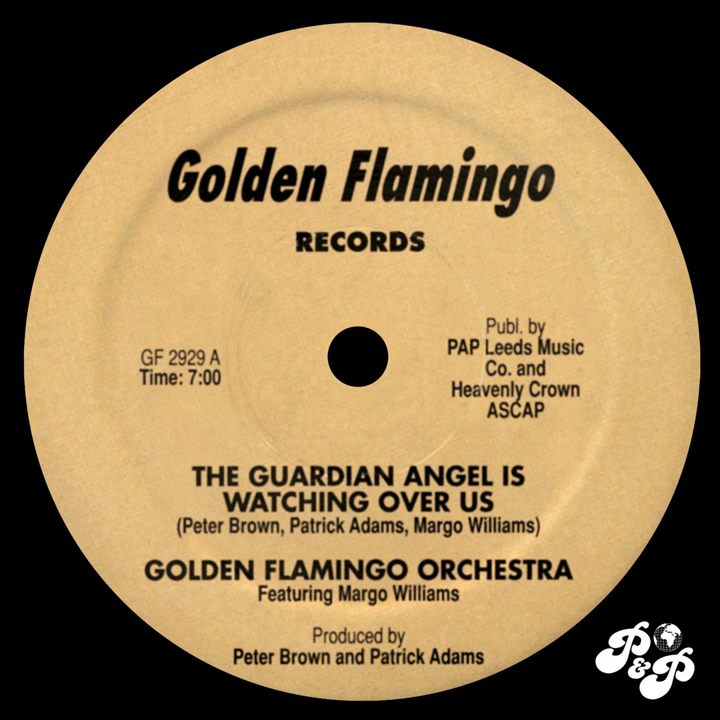 Golden Flamingo
RECORDS
GF 2929 A
Time: 7:00
Publ. by
PAP Leeds Music
Co. and
Heavenly Crown
ASCAP
THE GUARDIAN ANGEL IS
WATCHING OVER US
(Peter Brown, Patrick Adams, Margo Williams)
GOLDEN FLAMINGO ORCHESTRA
Featuring Margo Williams
Produced by
Peter Brown and Patrick Adams
P&P